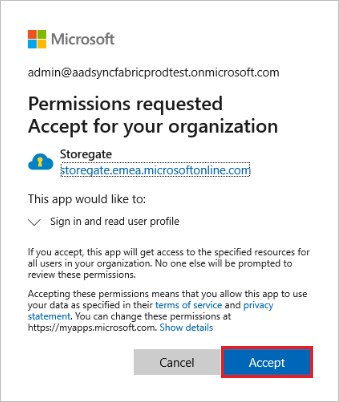 Microsoft
admin@aadsyncfabricprodtest.onmicrosoft.com
Permissions requested
Accept for your organization
Storegate
storegate.emea.microsoftonline.com
This app would like to:
Sign in and read user profile
If you accept, this app will get access to the specified resources for
all users in your organization. No one else will be prompted to
review these permissions.
Accepting these permissions means that you allow this app to use
your data as specified in their terms of service and privacy
statement. You can change these permissions at
https://myapps.microsoft.com. Show details
Cancel
Accept